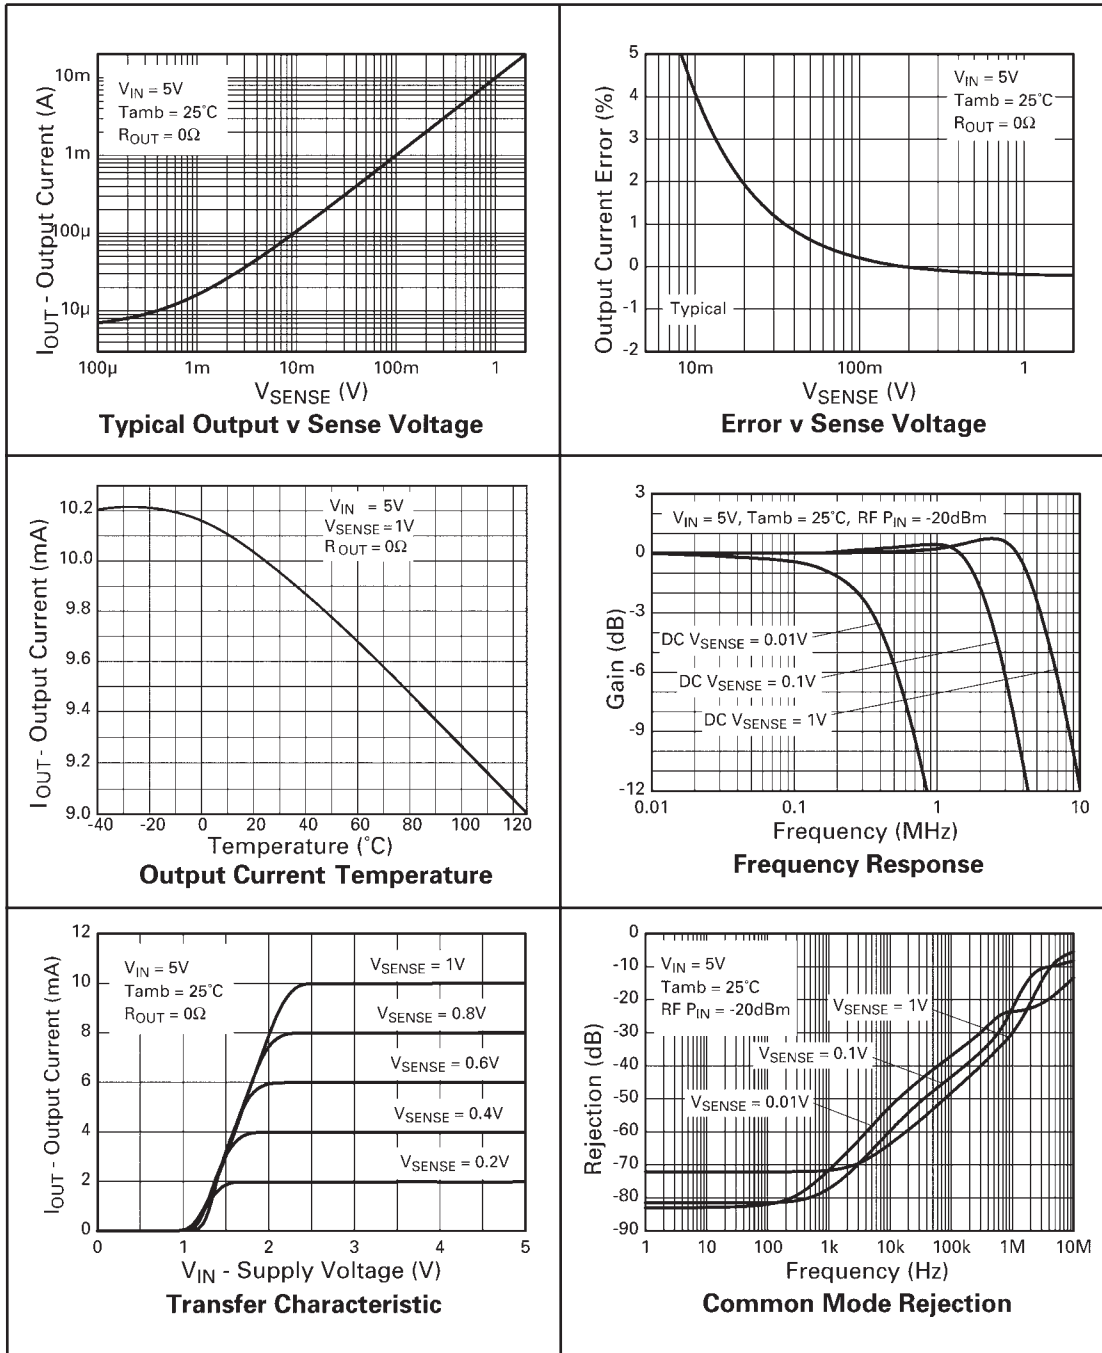 10m
1m
100µ
10µ
I_OUT - Output Current (A)
V_IN = 5V
Tamb = 25°C
R_OUT = 0Ω
100µ 1m 10m 100m 1
V_SENSE (V)
Typical Output v Sense Voltage
5
4
3
2
1
0
-1
-2
Output Current Error (%)
V_IN = 5V
Tamb = 25°C
R_OUT = 0Ω
Typical
10m 100m 1
V_SENSE (V)
Error v Sense Voltage
10.2
10.0
9.8
9.6
9.4
9.2
9.0
I_OUT - Output Current (mA)
V_IN = 5V
V_SENSE = 1V
R_OUT = 0Ω
-40 -20 0 20 40 60 80 100 120
Temperature (°C)
Output Current Temperature
3
0
-3
-6
-9
-12
Gain (dB)
V_IN = 5V, Tamb = 25°C, RF P_IN = -20dBm
DC V_SENSE = 0.01V
DC V_SENSE = 0.1V
DC V_SENSE = 1V
0.01 0.1 1 10
Frequency (MHz)
Frequency Response
12
10
8
6
4
2
0
I_OUT - Output Current (mA)
V_IN = 5V
Tamb = 25°C
R_OUT = 0Ω
V_SENSE = 1V
V_SENSE = 0.8V
V_SENSE = 0.6V
V_SENSE = 0.4V
V_SENSE = 0.2V
0 1 2 3 4 5
V_IN - Supply Voltage (V)
Transfer Characteristic
0
-10
-20
-30
-40
-50
-60
-70
-80
-90
Rejection (dB)
V_IN = 5V
Tamb = 25°C
RF P_IN = -20dBm
V_SENSE = 1V
V_SENSE = 0.1V
V_SENSE = 0.01V
1 10 100 1k 10k 100k 1M 10M
Frequency (Hz)
Common Mode Rejection